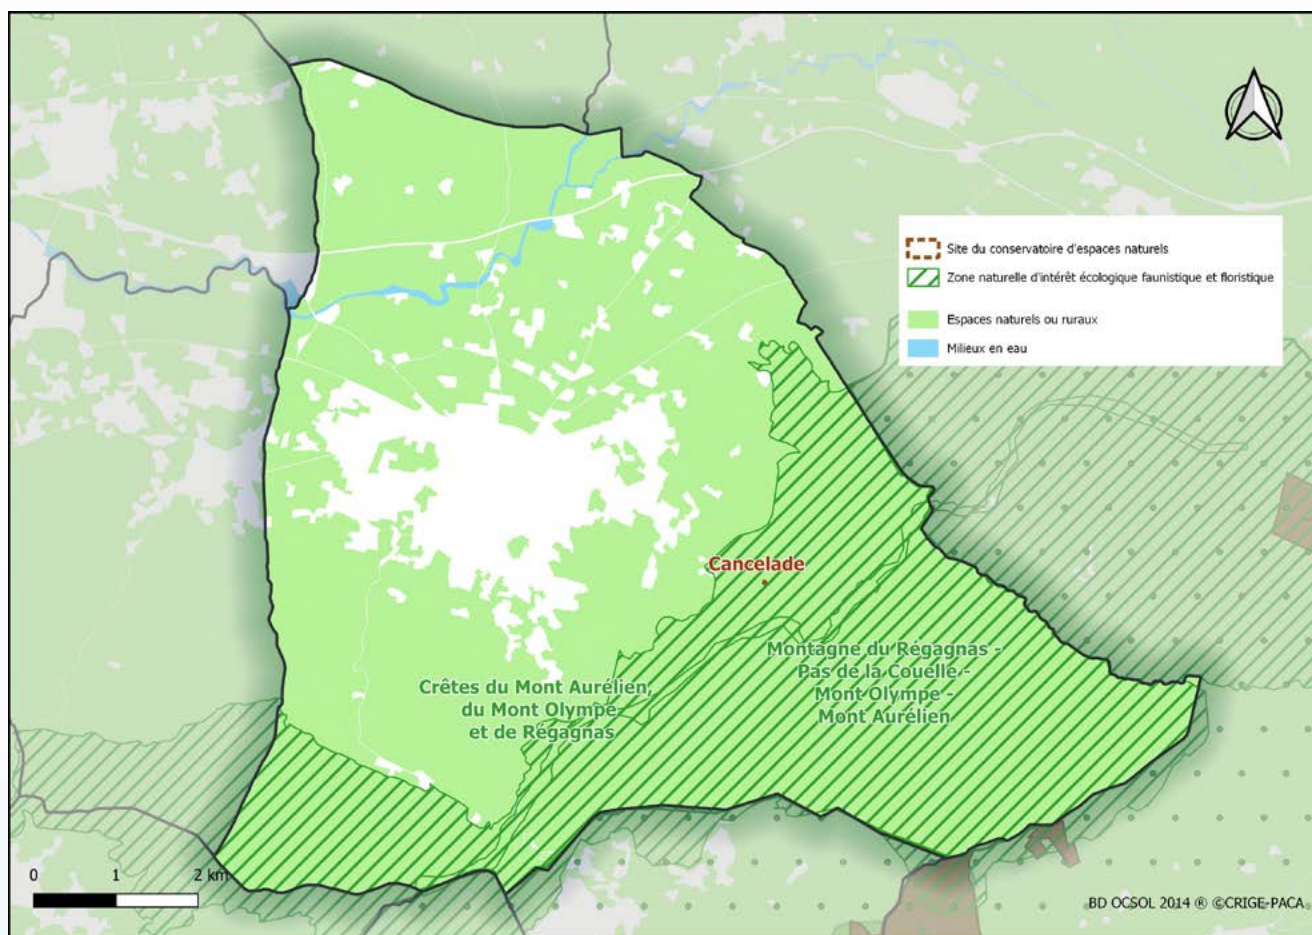 Site du conservatoire d'espaces naturels
Zone naturelle d'intérêt écologique faunistique et floristique
Espaces naturels ou ruraux
Milieux en eau
Cancelade
Montagne du Régagnas -
Pas de la Couelle -
Mont Olympe -
Mont Aurélien
Crêtes du Mont Aurélien,
du Mont Olympe
et de Régagnas
0 1 2 km
BD OCSOL 2014 ® ©CRIGE-PACA